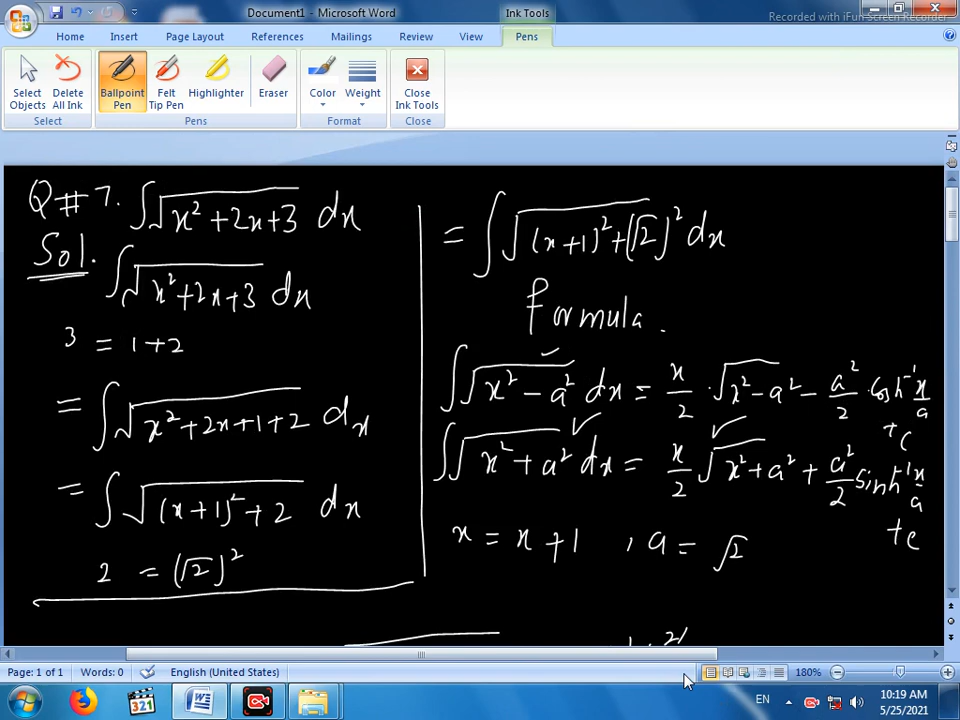 Document1 - Microsoft Word
Ink Tools
Recorded with iFun Screen Recorder
Home Insert Page Layout References Mailings Review View Pens
Select Objects
Delete All Ink
Ballpoint Pen
Felt Tip Pen
Highlighter
Eraser
Color
Weight
Close Ink Tools
Select Pens Format Close
Q#7. ∫√(x²+2x+3) dx
Sol.
∫√(x²+2x+3) dx
3 = 1+2
= ∫√(x²+2x+1+2) dx
= ∫√((x+1)²+2) dx
2 = (√2)²
= ∫√((x+1)²+(√2)²) dx
formula.
∫√(x²-a²) dx = x/2 · √(x²-a²) - a²/2 · cosh⁻¹ x/a + c
∫√(x²+a²) dx = x/2 √(x²+a²) + a²/2 sinh⁻¹ x/a + c
x = x+1 , a = √2
Page: 1 of 1 Words: 0 English (United States) 180%
EN 10:19 AM
5/25/2021
321